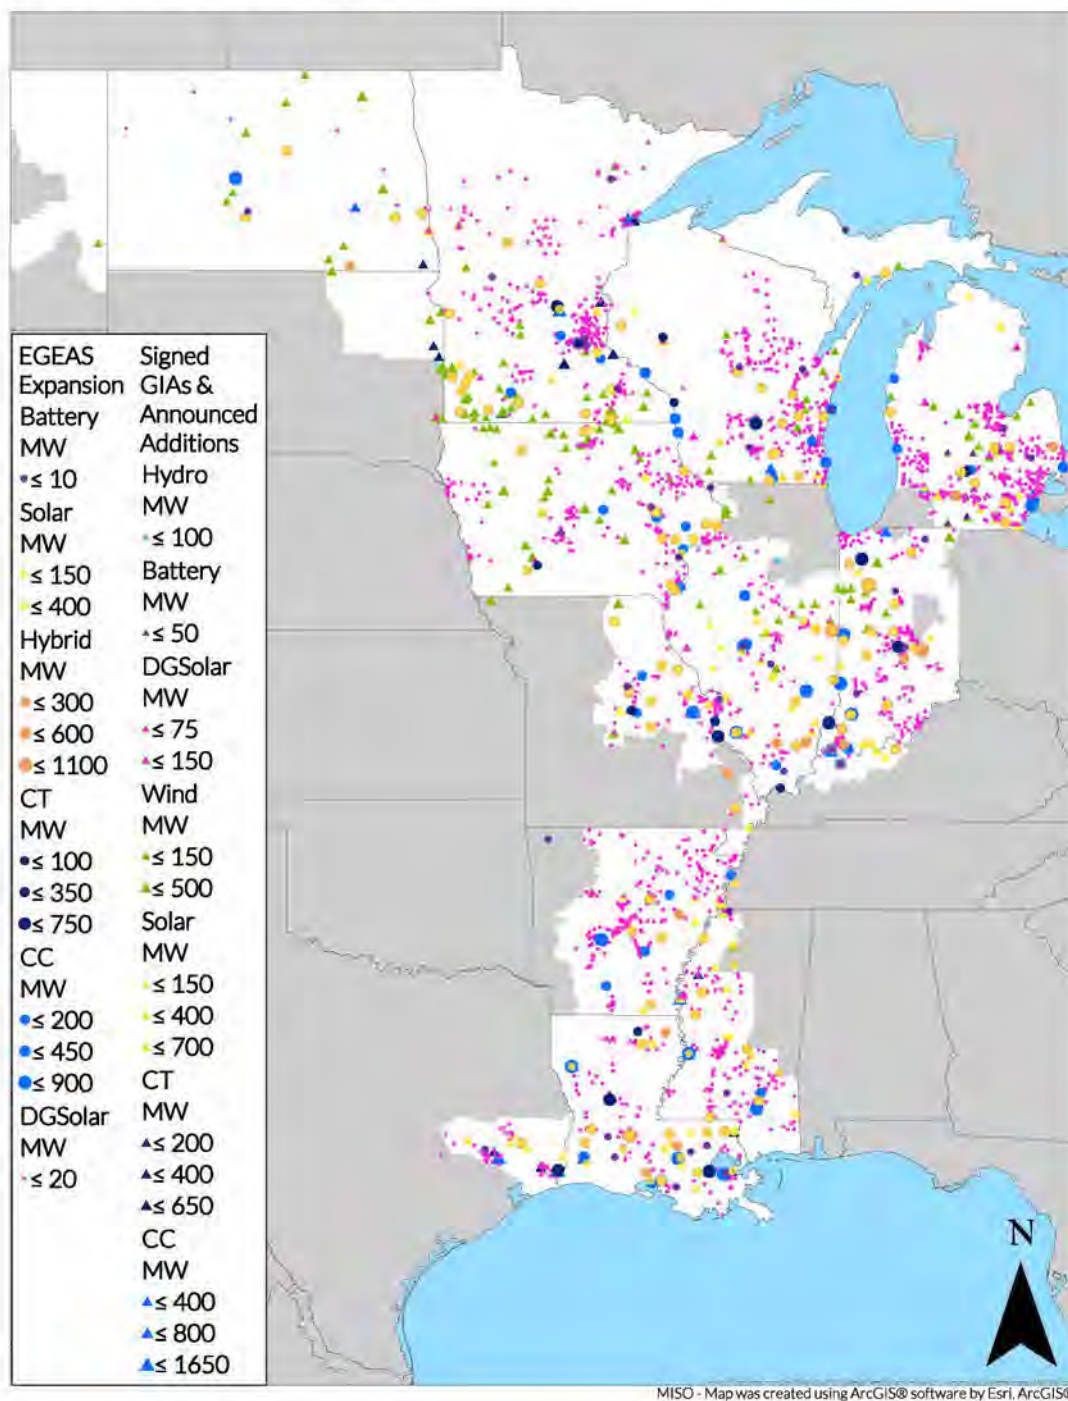 EGEAS
Expansion
Battery
MW
≤ 10
Solar
MW
≤ 150
≤ 400
Hybrid
MW
≤ 300
≤ 600
≤ 1100
CT
MW
≤ 100
≤ 350
≤ 750
CC
MW
≤ 200
≤ 450
≤ 900
DGSolar
MW
≤ 20
Signed
GIAs &
Announced
Additions
Hydro
MW
≤ 100
Battery
MW
≤ 50
DGSolar
MW
≤ 75
≤ 150
Wind
MW
≤ 150
≤ 500
Solar
MW
≤ 150
≤ 400
≤ 700
CT
MW
≤ 200
≤ 400
≤ 650
CC
MW
≤ 400
≤ 800
≤ 1650
N
MISO - Map was created using ArcGIS® software by Esri. ArcGIS®